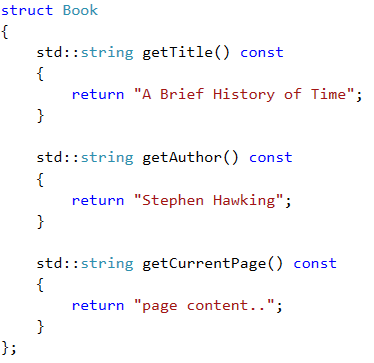 struct Book
{
    std::string getTitle() const
    {
        return "A Brief History of Time";
    }

    std::string getAuthor() const
    {
        return "Stephen Hawking";
    }

    std::string getCurrentPage() const
    {
        return "page content..";
    }
};